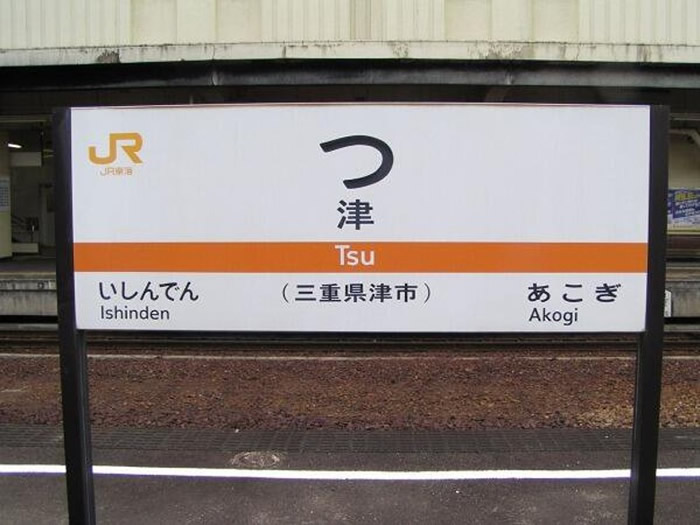 JR
JR東海
つ
津
Tsu
いしんでん
Ishinden
（三重県津市）
あこぎ
Akogi